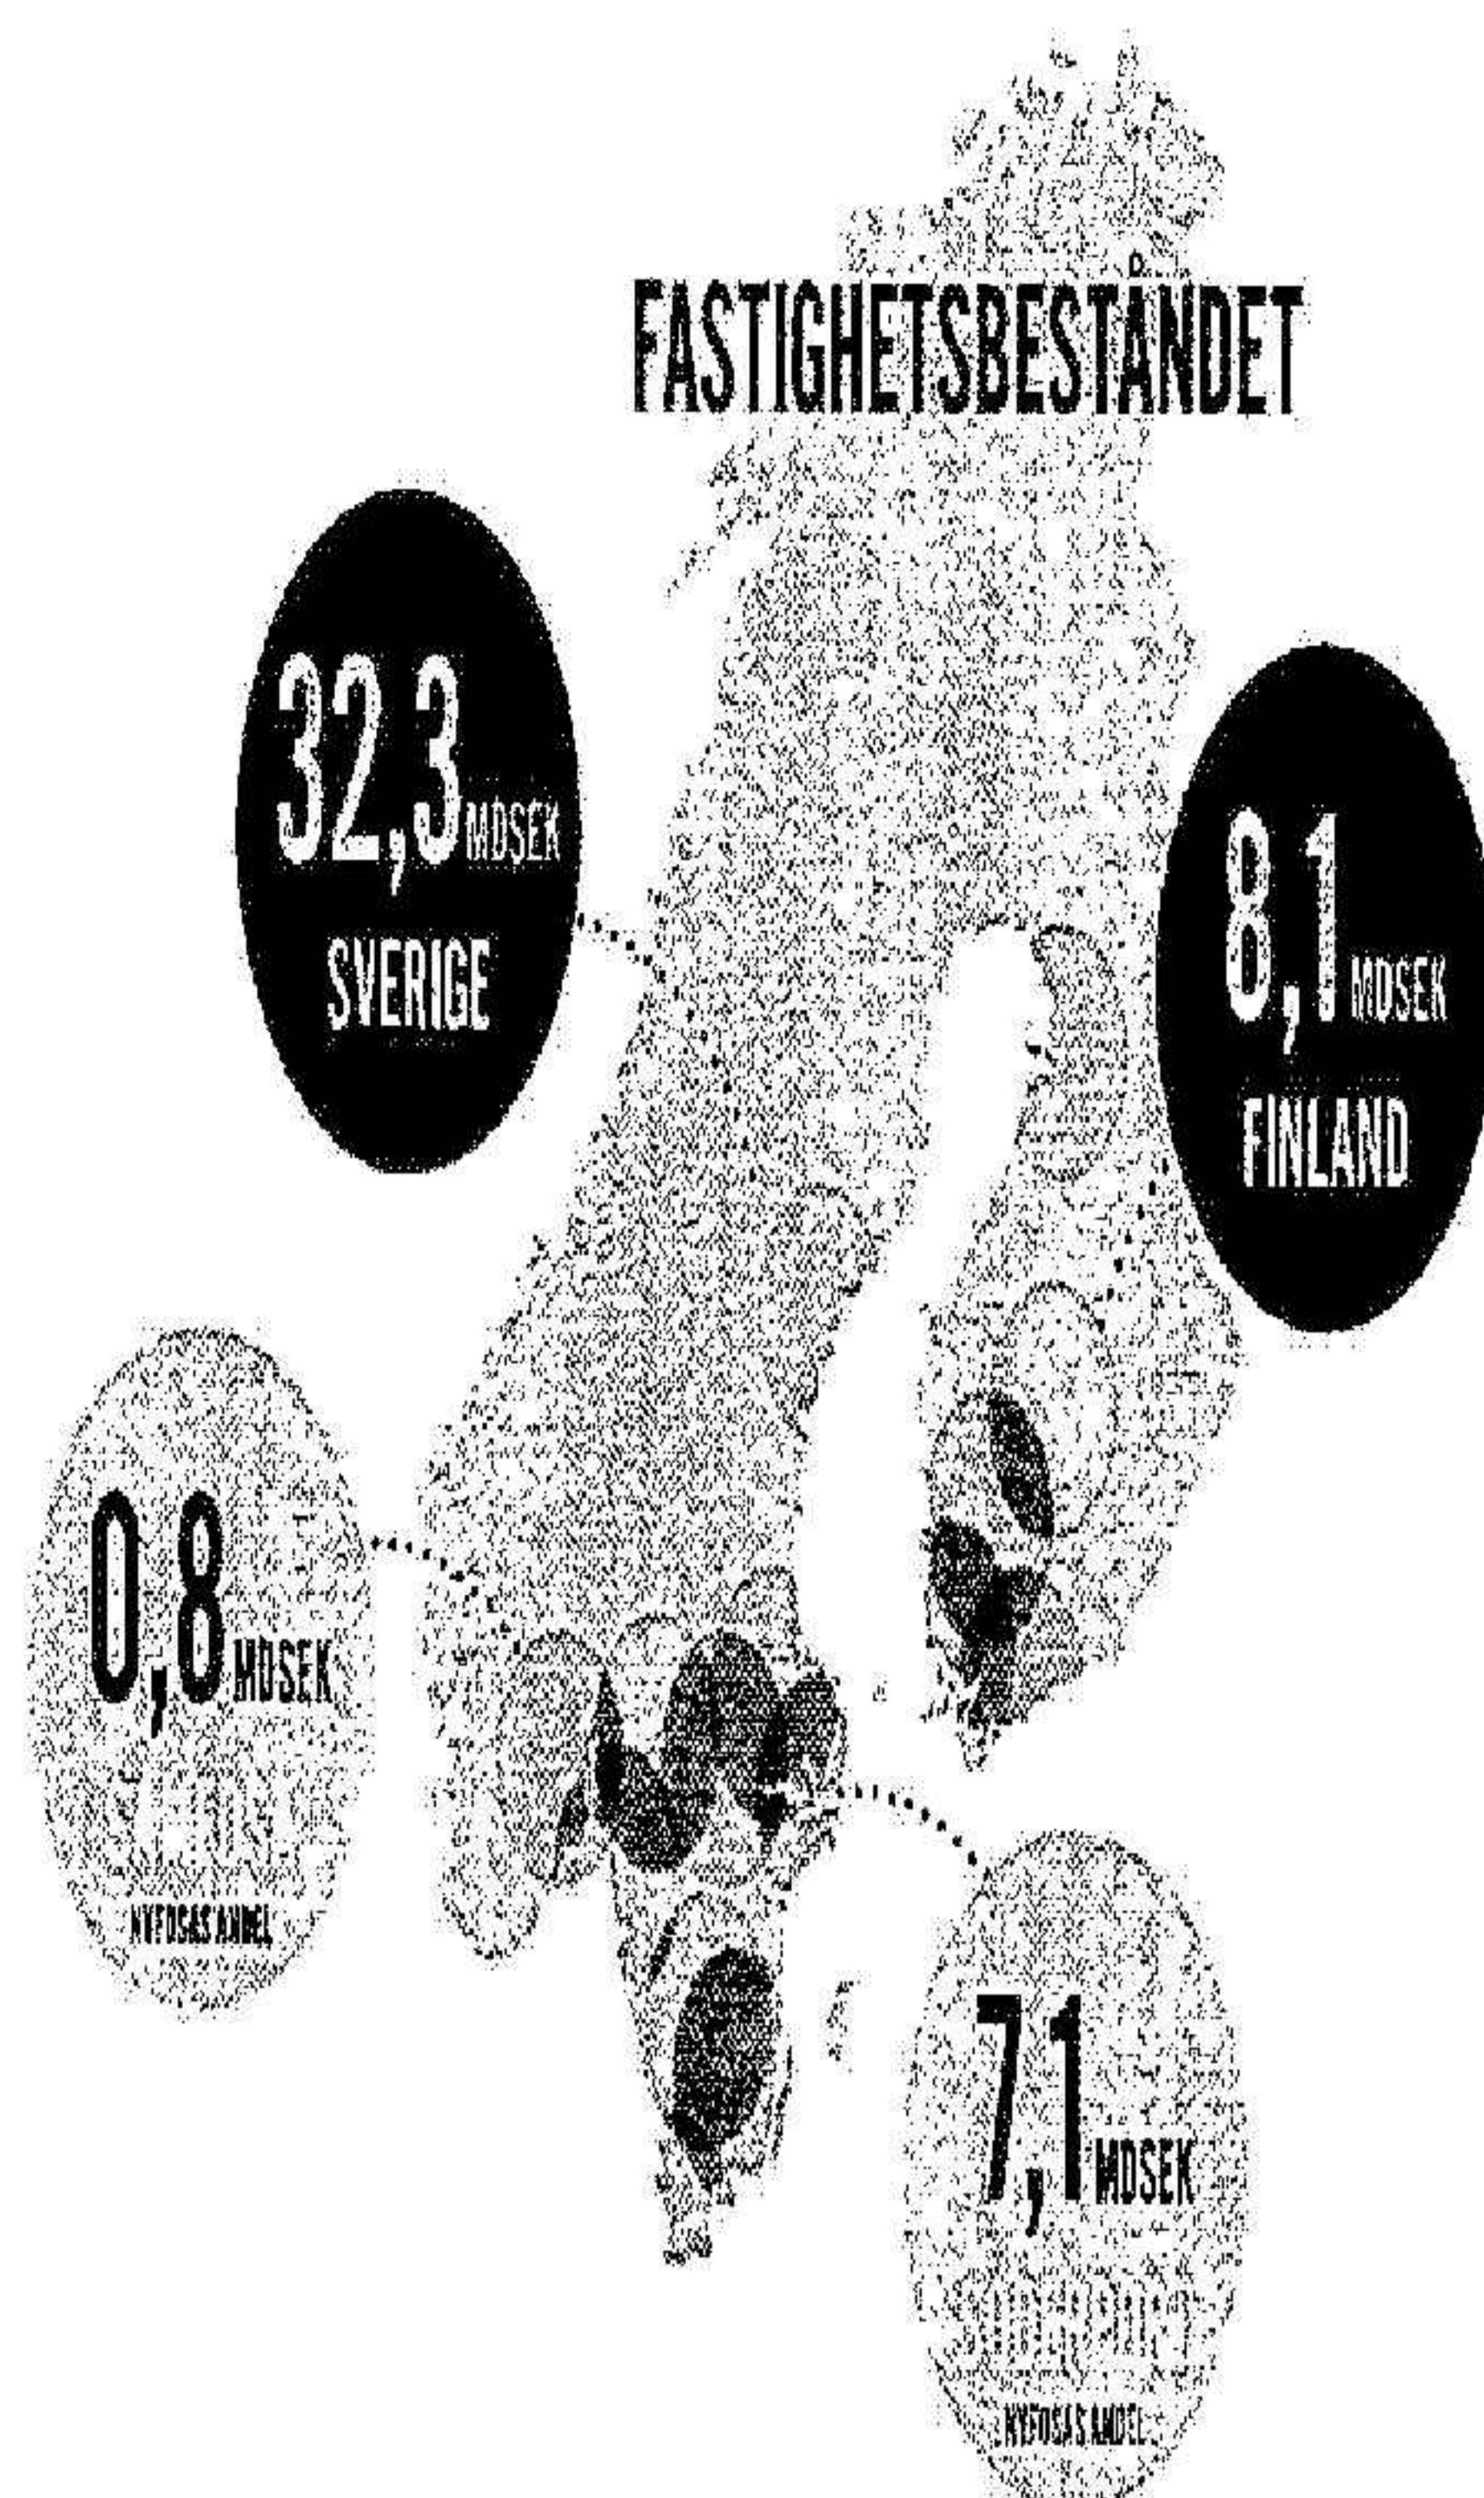 FASTIGHETSBESTÅNDET
32,3 MDSEK
SVERIGE
8,1 MDSEK
FINLAND
0,8 MDSEK
NYFOSAS ANDEL
7,1 MDSEK
NYFOSAS ANDEL